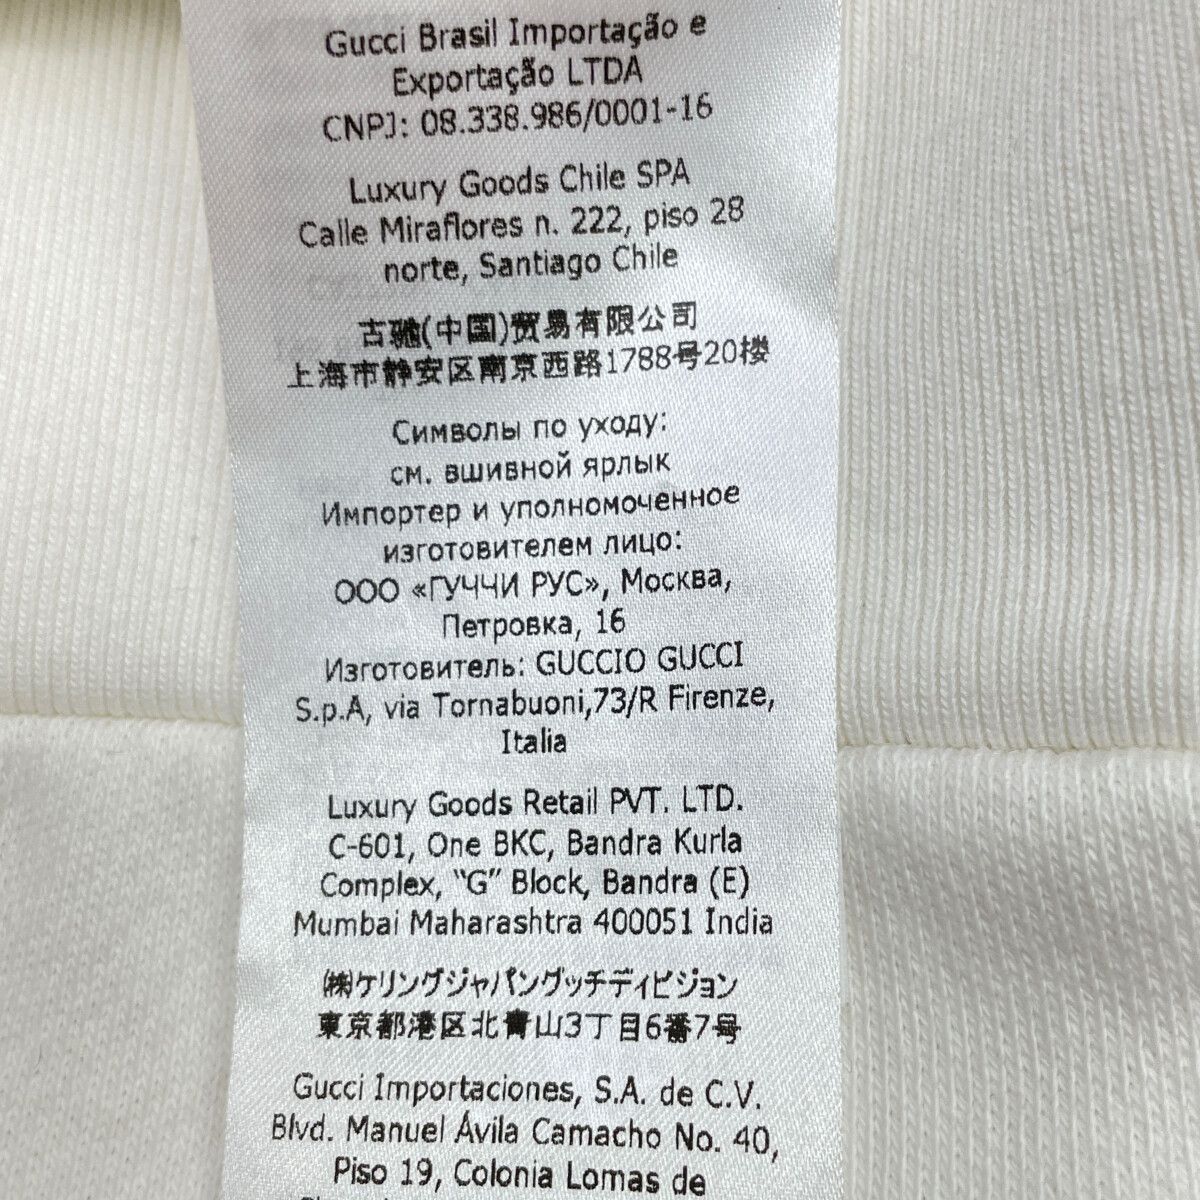 Gucci Brasil Importação e
Exportação LTDA
CNPJ: 08.338.986/0001-16
Luxury Goods Chile SPA
Calle Miraflores n. 222, piso 28
norte, Santiago Chile
古驰(中国)贸易有限公司
上海市静安区南京西路1788号20楼
Символы по уходу:
см. вшивной ярлык
Импортер и уполномоченное
изготовителем лицо:
ООО «ГУЧЧИ РУС», Москва,
Петровка, 16
Изготовитель: GUCCIO GUCCI
S.p.A, via Tornabuoni,73/R Firenze,
Italia
Luxury Goods Retail PVT. LTD.
C-601, One BKC, Bandra Kurla
Complex, “G” Block, Bandra (E)
Mumbai Maharashtra 400051 India
㈱ケリングジャパングッチディビジョン
東京都港区北青山3丁目6番7号
Gucci Importaciones, S.A. de C.V.
Blvd. Manuel Ávila Camacho No. 40,
Piso 19, Colonia Lomas de